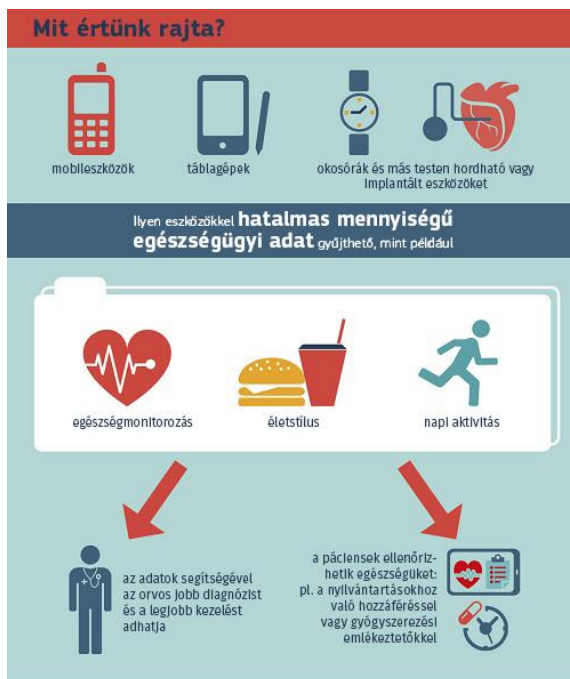 Mit értünk rajta?
mobileszközök
táblagépek
okosórák és más testen hordható vagy
implantált eszközöket
Ilyen eszközökkel hatalmas mennyiségű
egészségügyi adat gyűjthető, mint például
egészségmonitorozás
életstílus
napi aktivitás
az adatok segítségével
az orvos jobb diagnózist
és a legjobb kezelést
adhatja
a páciensek ellenőriz-
hetik egészségüket:
pl. a nyilvántartásokhoz
való hozzáféréssel
vagy gyógyszerezési
emlékeztetőkkel